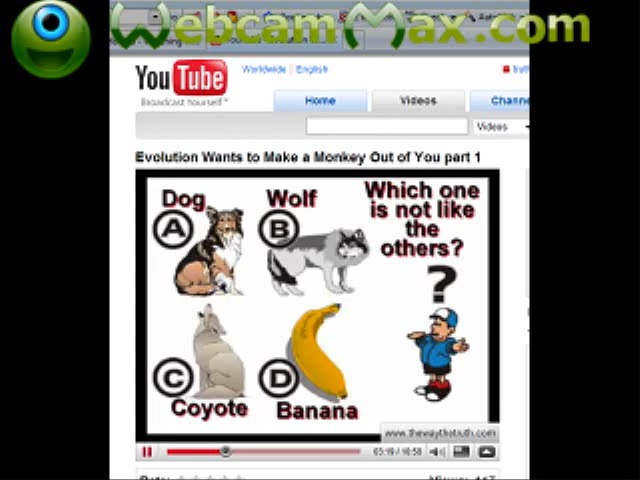 WebcamMax.com
YouTube
Worldwide | English
Broadcast Yourself™
Home
Videos
Channe
Videos
Evolution Wants to Make a Monkey Out of You part 1
Dog
Wolf
Which one
is not like
the
others?
?
A
B
C
D
Coyote
Banana
www.thewaythetruth.com